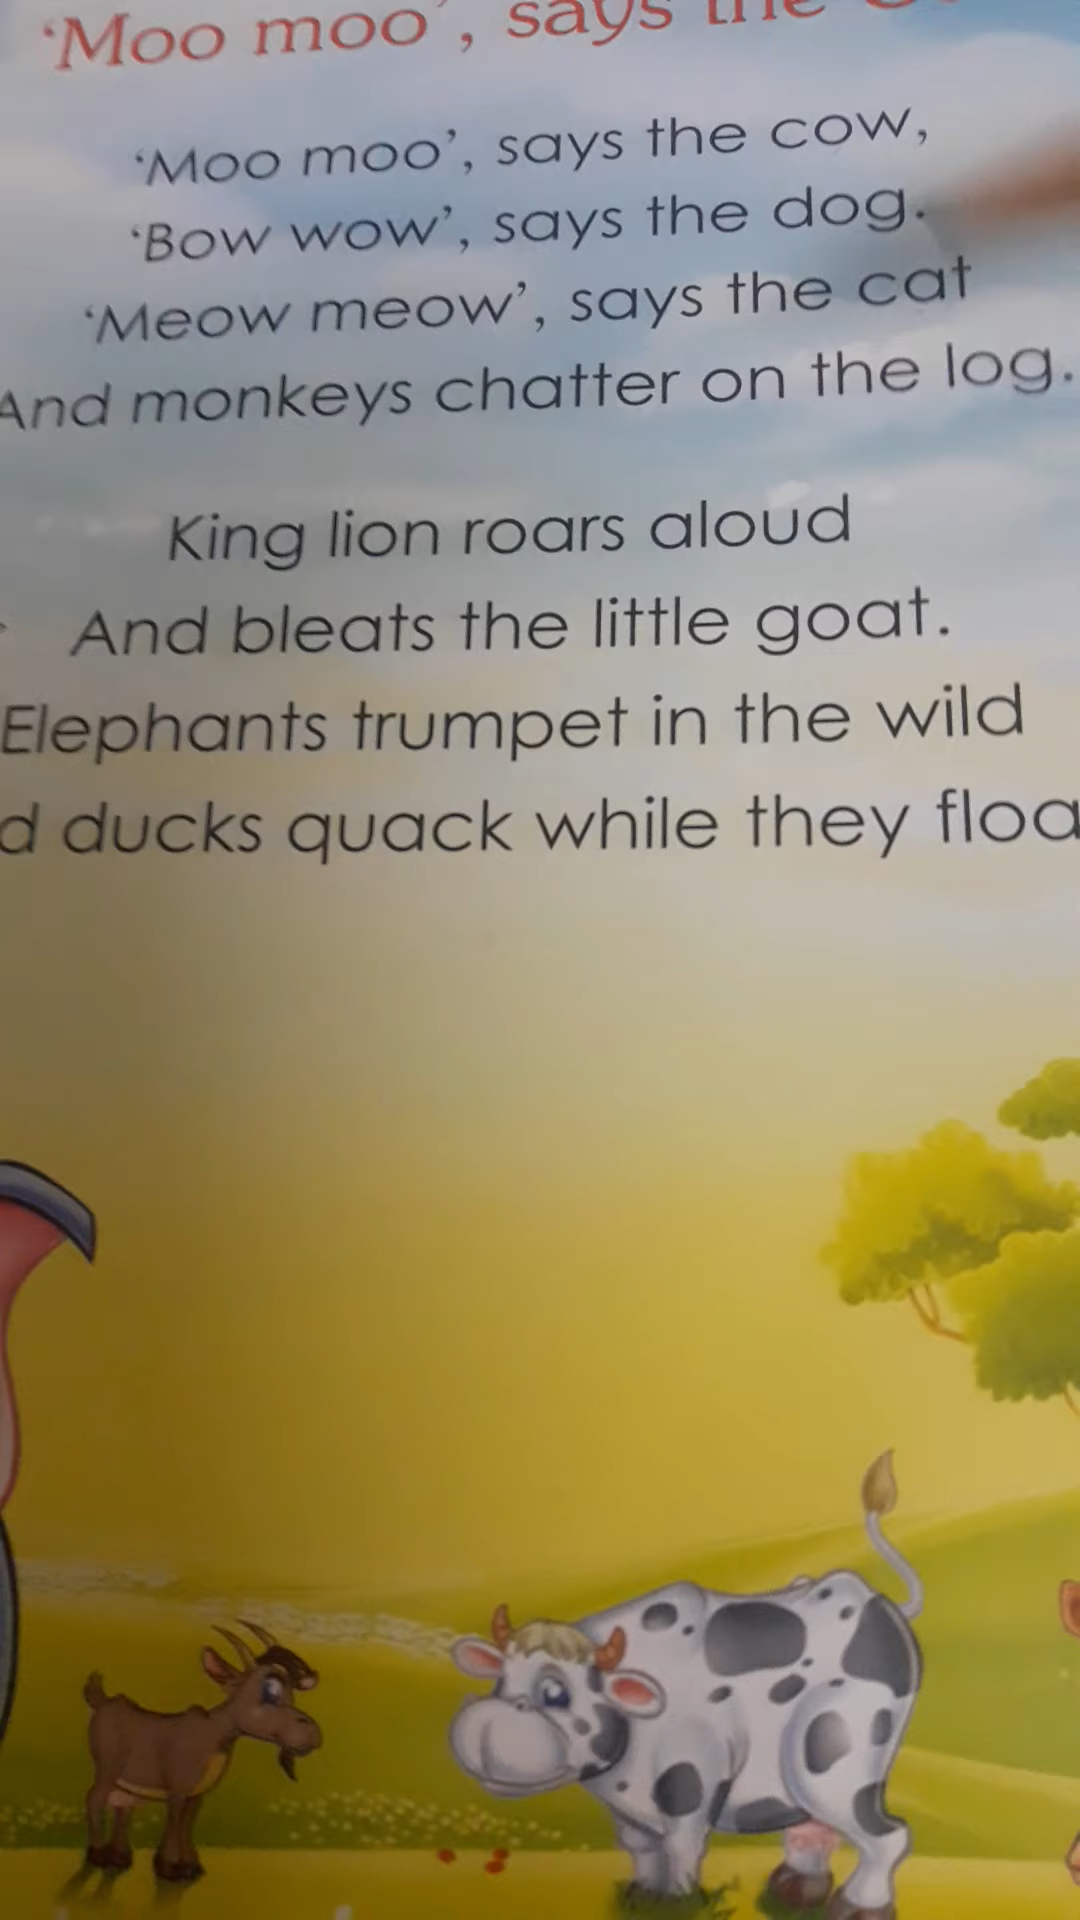 ‘Moo moo’, says the
‘Moo moo’, says the cow,
‘Bow wow’, says the dog.
‘Meow meow’, says the cat
And monkeys chatter on the log.
King lion roars aloud
And bleats the little goat.
Elephants trumpet in the wild
ducks quack while they